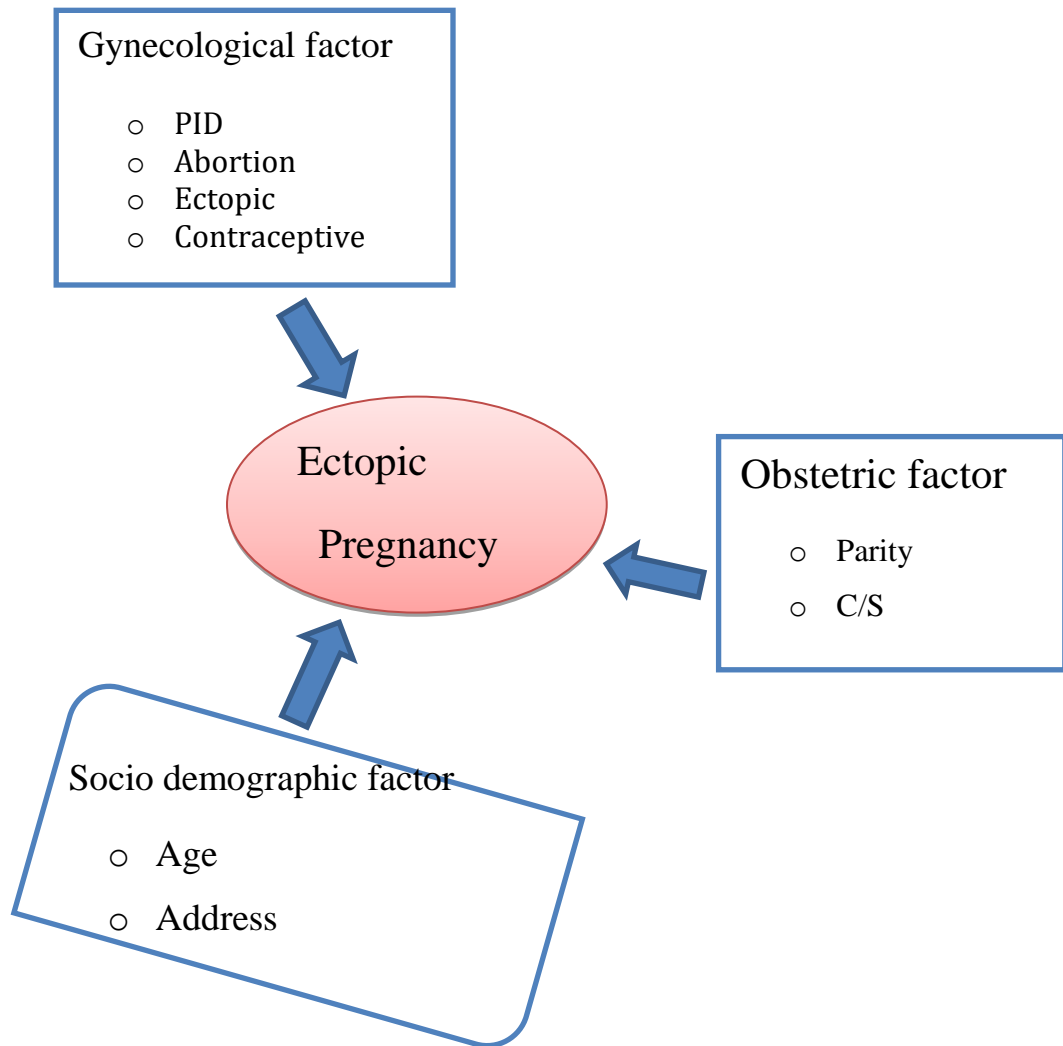 Gynecological factor
o PID
o Abortion
o Ectopic
o Contraceptive
Ectopic
Pregnancy
Obstetric factor
o Parity
o C/S
Socio demographic factor
o Age
o Address